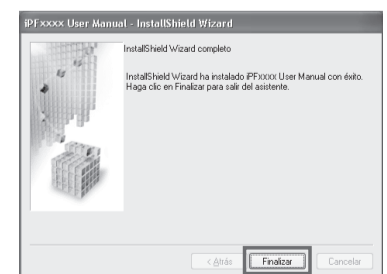 iPFxxxx User Manual - InstallShield Wizard
InstallShield Wizard completo
InstallShield Wizard ha instalado iPFxxxx User Manual con éxito.
Haga clic en Finalizar para salir del asistente.
< Atrás
Finalizar
Cancelar